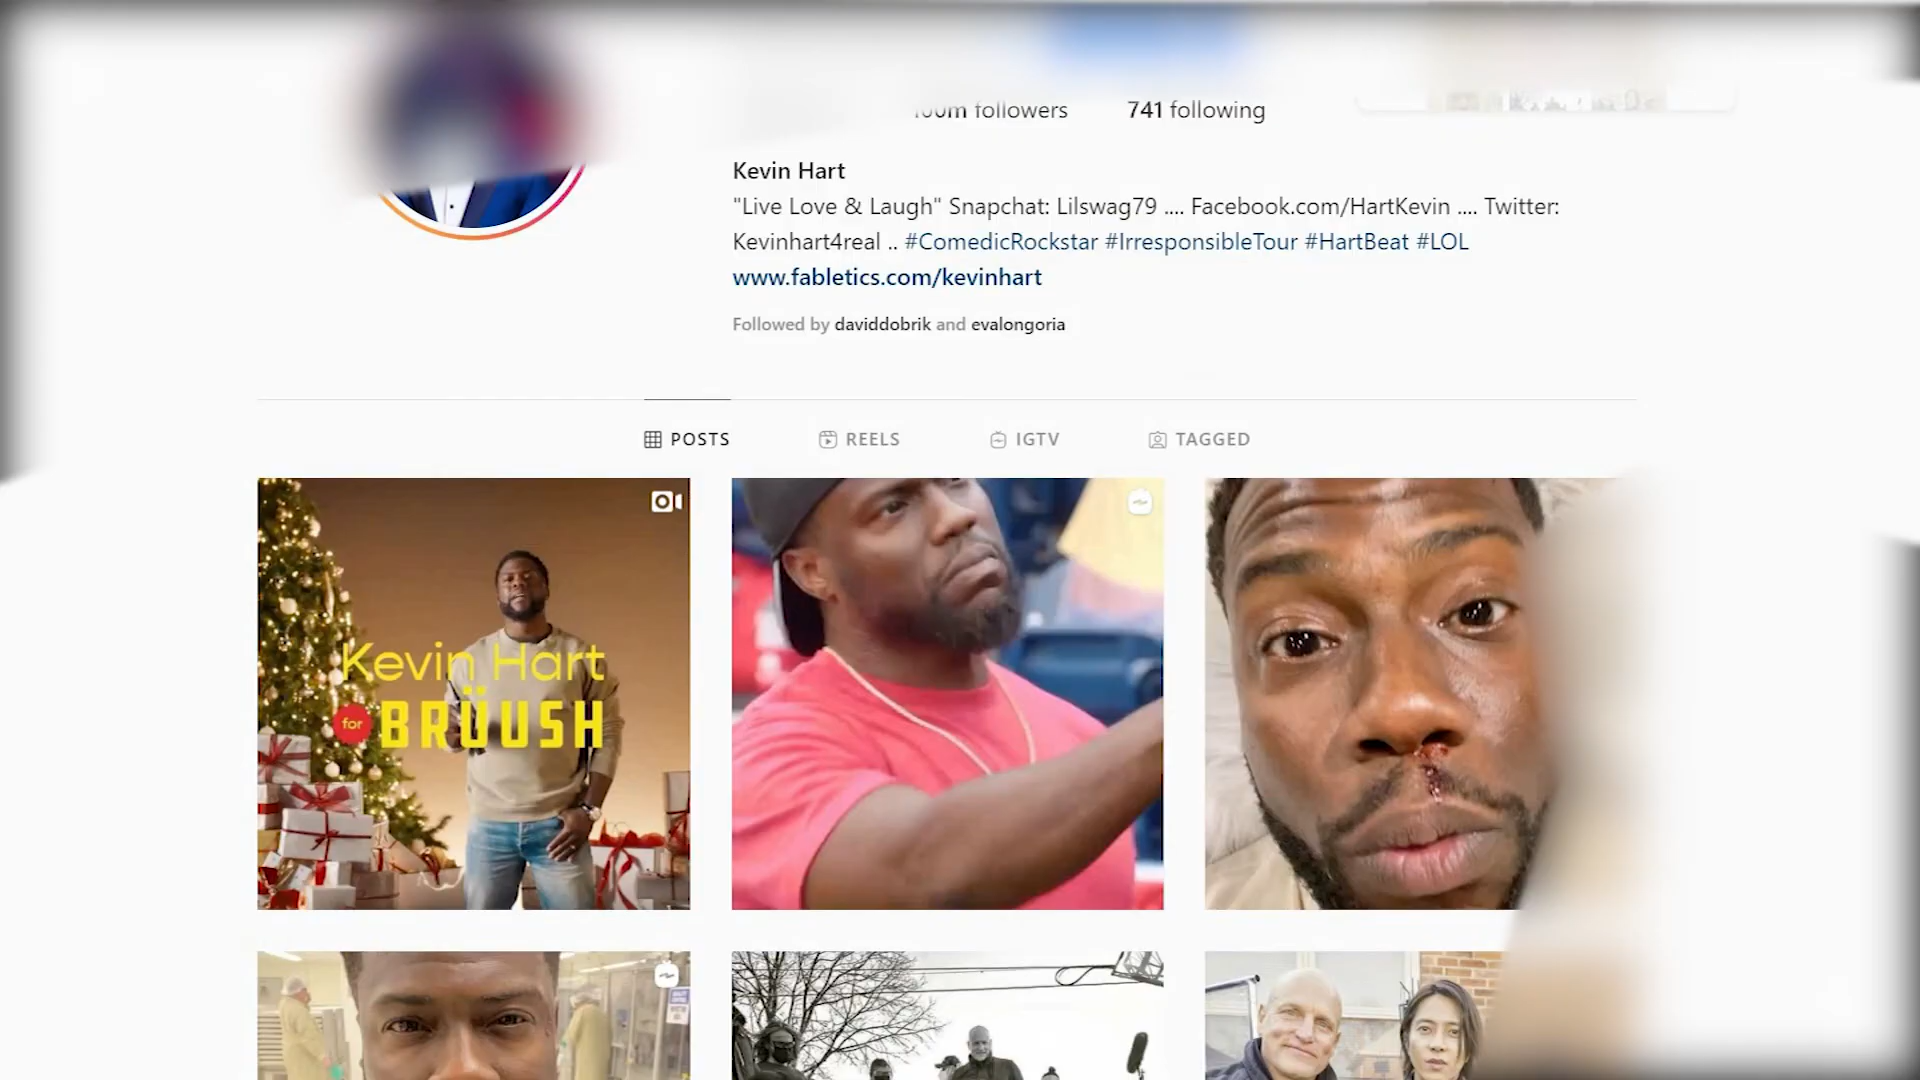 followers
741 following
Kevin Hart
"Live Love & Laugh" Snapchat: Lilswag79 .... Facebook.com/HartKevin .... Twitter:
Kevinhart4real .. #ComedicRockstar #IrresponsibleTour #HartBeat #LOL
www.fabletics.com/kevinhart
Followed by daviddobrik and evalongoria
POSTS
REELS
IGTV
TAGGED
Kevin Hart
for BRÜUSH